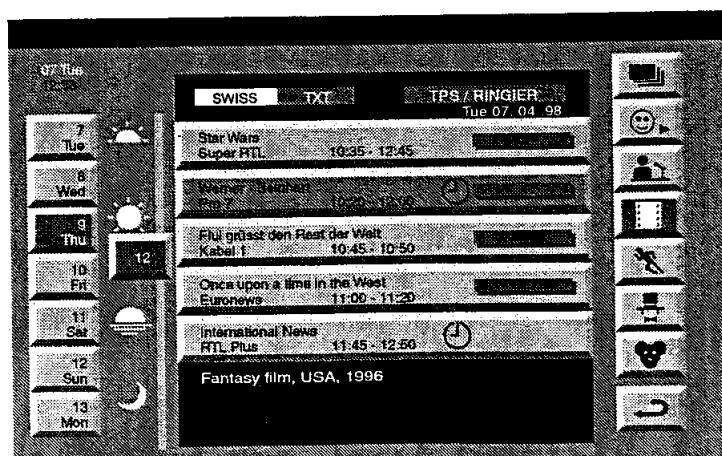 07 Tue
SWISS TXT TPS / RINGIER
Tue 07. 04. 98
7
Tue
8
Wed
9
Thu
10
Fri
11
Sat
12
Sun
13
Mon
12
Star Wars
Super RTL 10:35 - 12:45
Pro 7
Flui grüsst den Rest der Welt
Kabel 1 10:45 - 10:50
Once upon a time in the West
Euronews 11:00 - 11:20
International News
RTL Plus 11:45 - 12:50
Fantasy film, USA, 1996